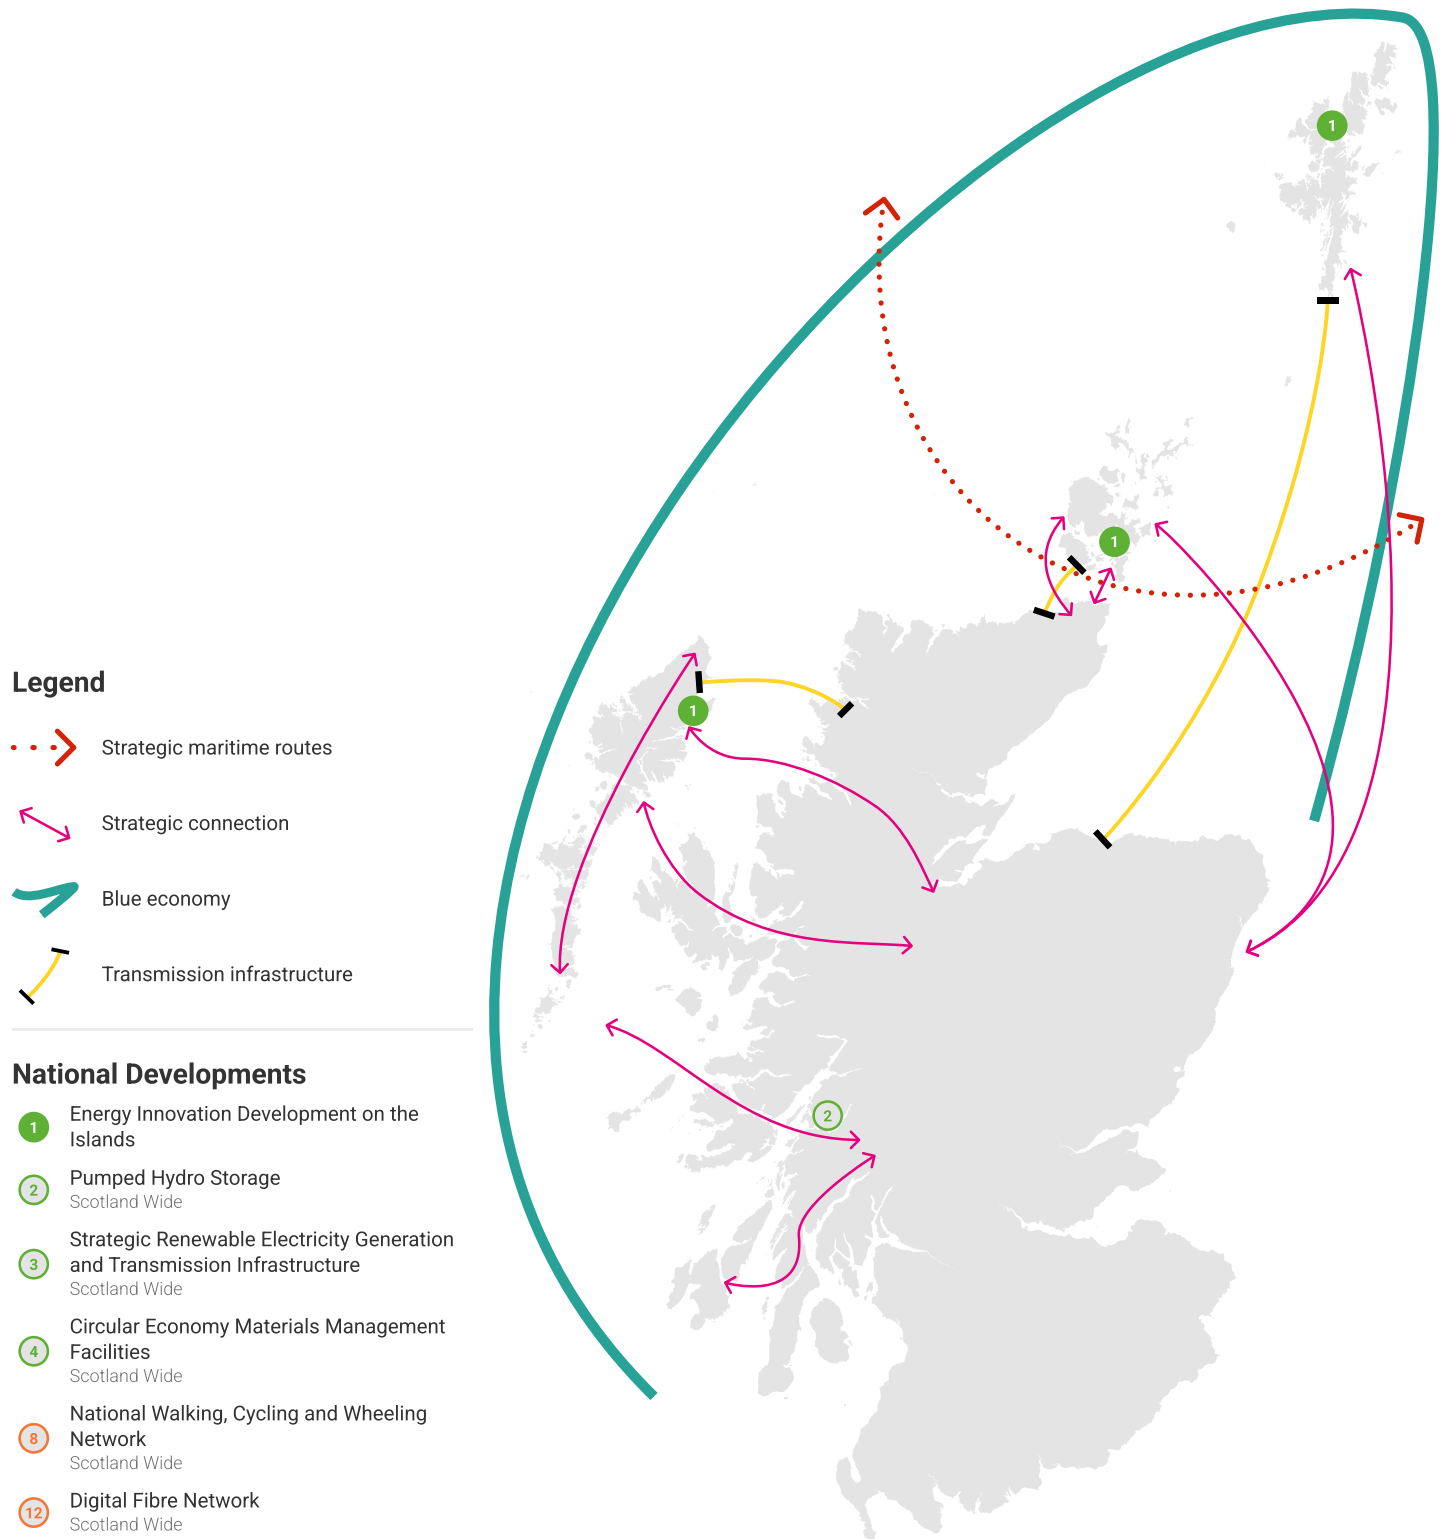 Legend
Strategic maritime routes
Strategic connection
Blue economy
Transmission infrastructure
National Developments
1
Energy Innovation Development on the
Islands
2
Pumped Hydro Storage
Scotland Wide
3
Strategic Renewable Electricity Generation
and Transmission Infrastructure
Scotland Wide
4
Circular Economy Materials Management
Facilities
Scotland Wide
8
National Walking, Cycling and Wheeling
Network
Scotland Wide
12
Digital Fibre Network
Scotland Wide
1
1
1
2